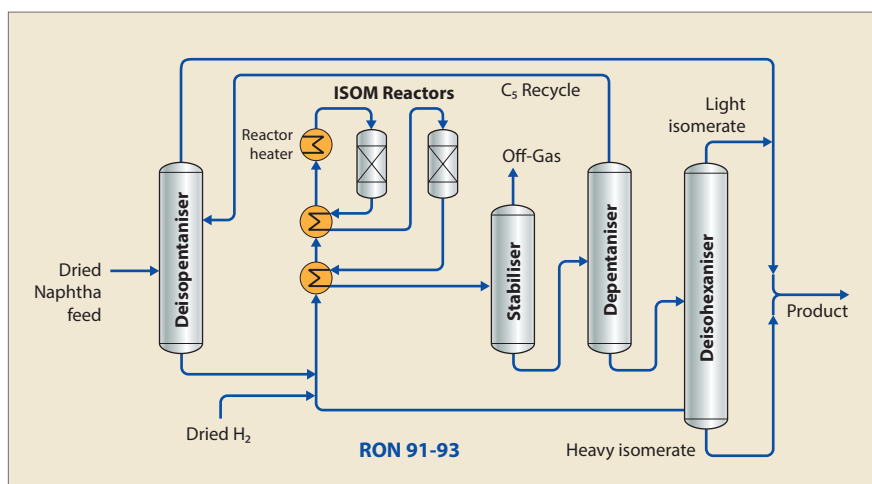 ISOM Reactors
C₅ Recycle
Light
isomerate
Reactor
heater
Off-Gas
Dried
Naphtha
feed
Deisopentaniser
Stabiliser
Depentaniser
Deisohexaniser
Product
Dried H₂
RON 91-93
Heavy isomerate